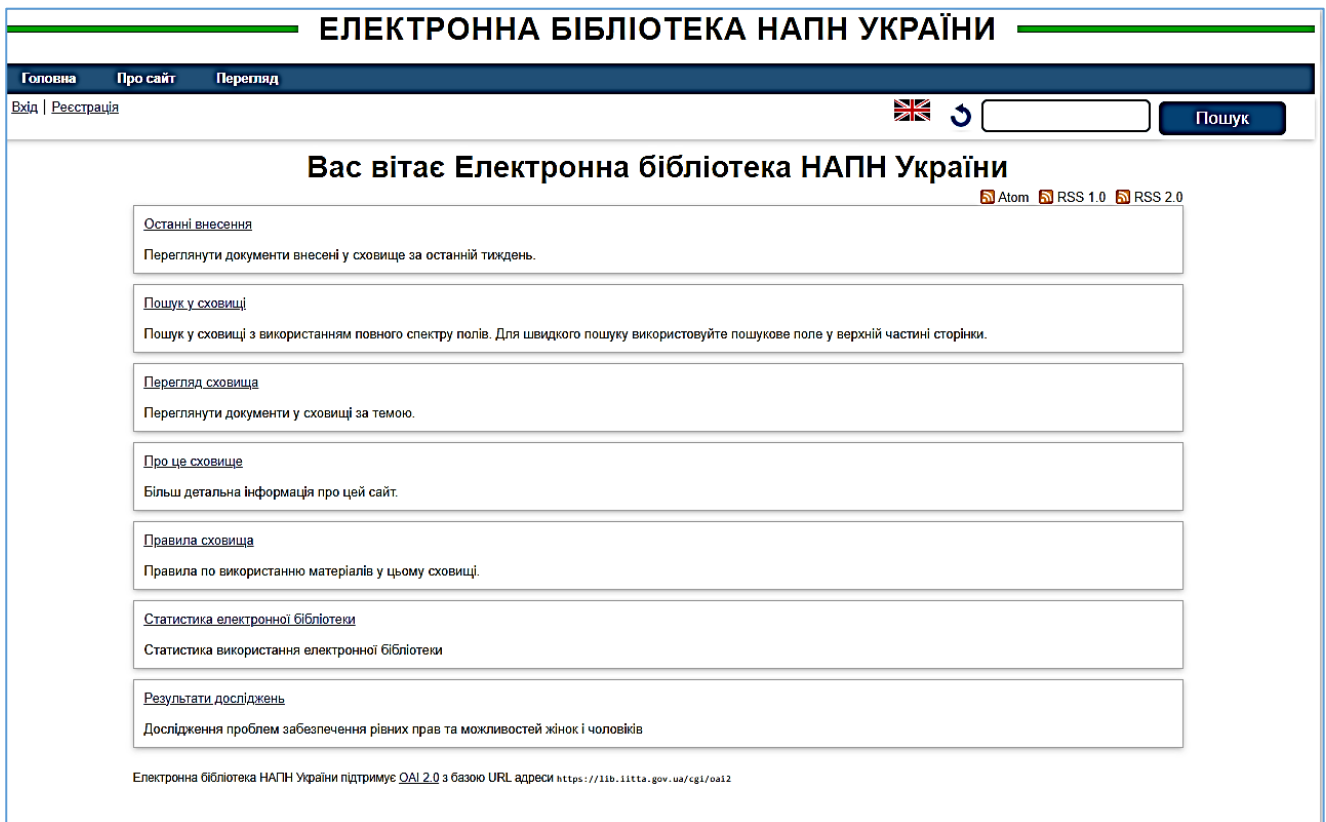 ЕЛЕКТРОННА БІБЛІОТЕКА НАПН УКРАЇНИ
Головна Про сайт Перегляд
Вхід | Реєстрація Пошук
Вас вітає Електронна бібліотека НАПН України
Atom RSS 1.0 RSS 2.0
Останні внесення
Переглянути документи внесені у сховище за останній тиждень.
Пошук у сховищі
Пошук у сховищі з використанням повного спектру полів. Для швидкого пошуку використовуйте пошукове поле у верхній частині сторінки.
Перегляд сховища
Переглянути документи у сховищі за темою.
Про це сховище
Більш детальна інформація про цей сайт.
Правила сховища
Правила по використанню матеріалів у цьому сховищі.
Статистика електронної бібліотеки
Статистика використання електронної бібліотеки
Результати досліджень
Дослідження проблем забезпечення рівних прав та можливостей жінок і чоловіків
Електронна бібліотека НАПН України підтримує OAI 2.0 з базою URL адреси https://lib.iitta.gov.ua/cgi/oai2